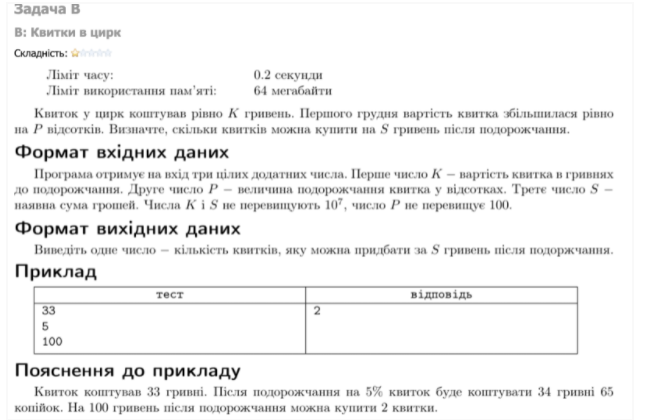 Задача B
B: Квитки в цирк
Складність:
Ліміт часу: 0.2 секунди
Ліміт використання пам'яті: 64 мегабайти
Квиток у цирк коштував рівно K гривень. Першого грудня вартість квитка збільшилася рівно
на P відсотків. Визначте, скільки квитків можна купити на S гривень після подорожчання.
Формат вхідних даних
Програма отримує на вхід три цілих додатних числа. Перше число K – вартість квитка в гривнях
до подорожчання. Друге число P – величина подорожчання квитка у відсотках. Третє число S –
наявна сума грошей. Числа K і S не перевищують 10⁷, число P не перевищує 100.
Формат вихідних даних
Виведіть одне число – кількість квитків, яку можна придбати за S гривень після подоржчання.
Приклад
тест відповідь
33 2
5
100
Пояснення до прикладу
Квиток коштував 33 гривні. Після подорожчання на 5% квиток буде коштувати 34 гривні 65
копійок. На 100 гривень після подорожчання можна купити 2 квитки.